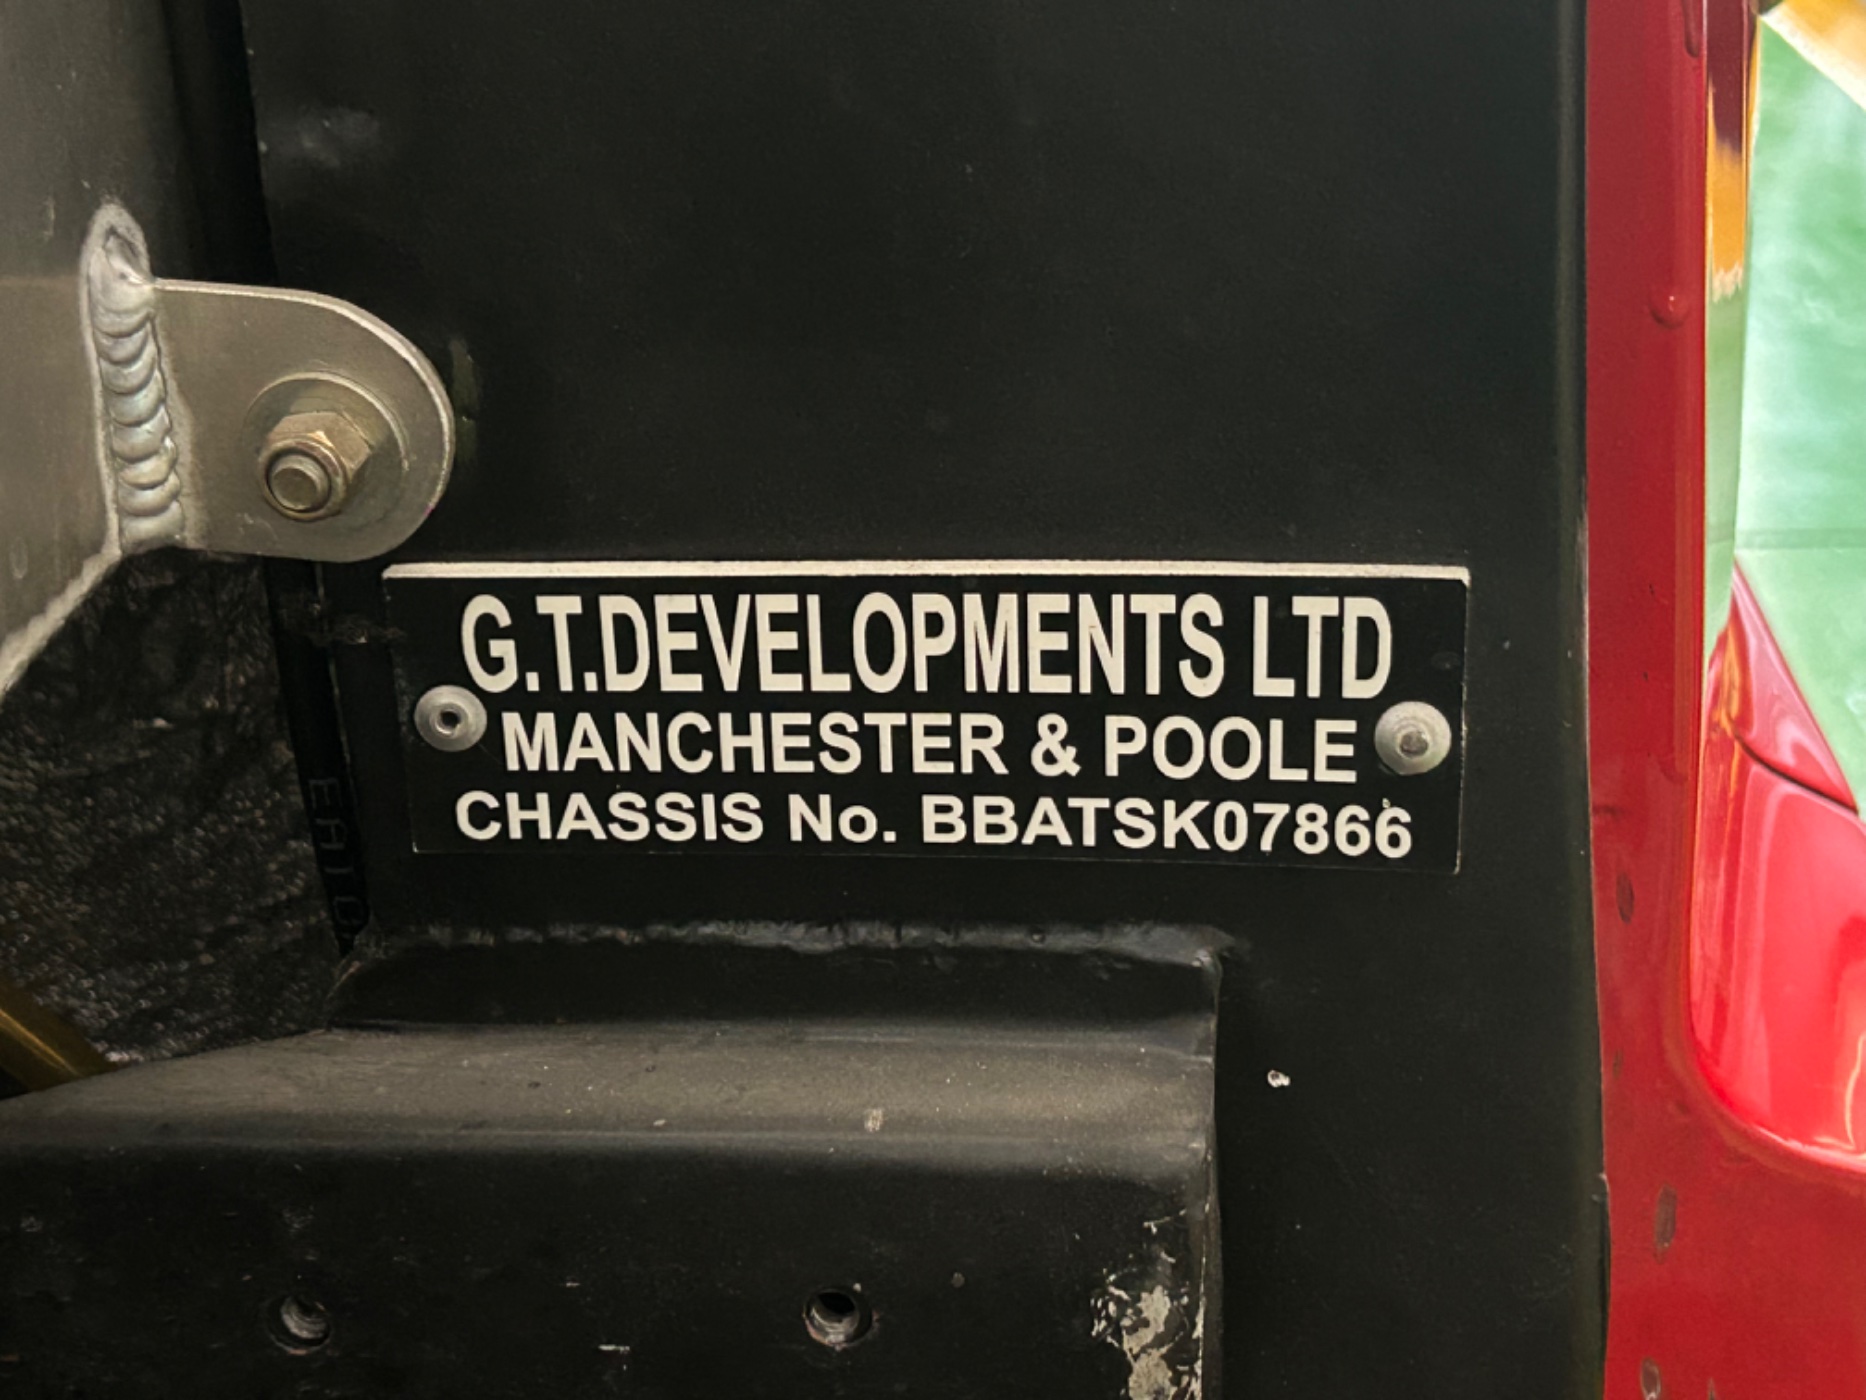 G.T.DEVELOPMENTS LTD
MANCHESTER & POOLE
CHASSIS No. BBATSK07866